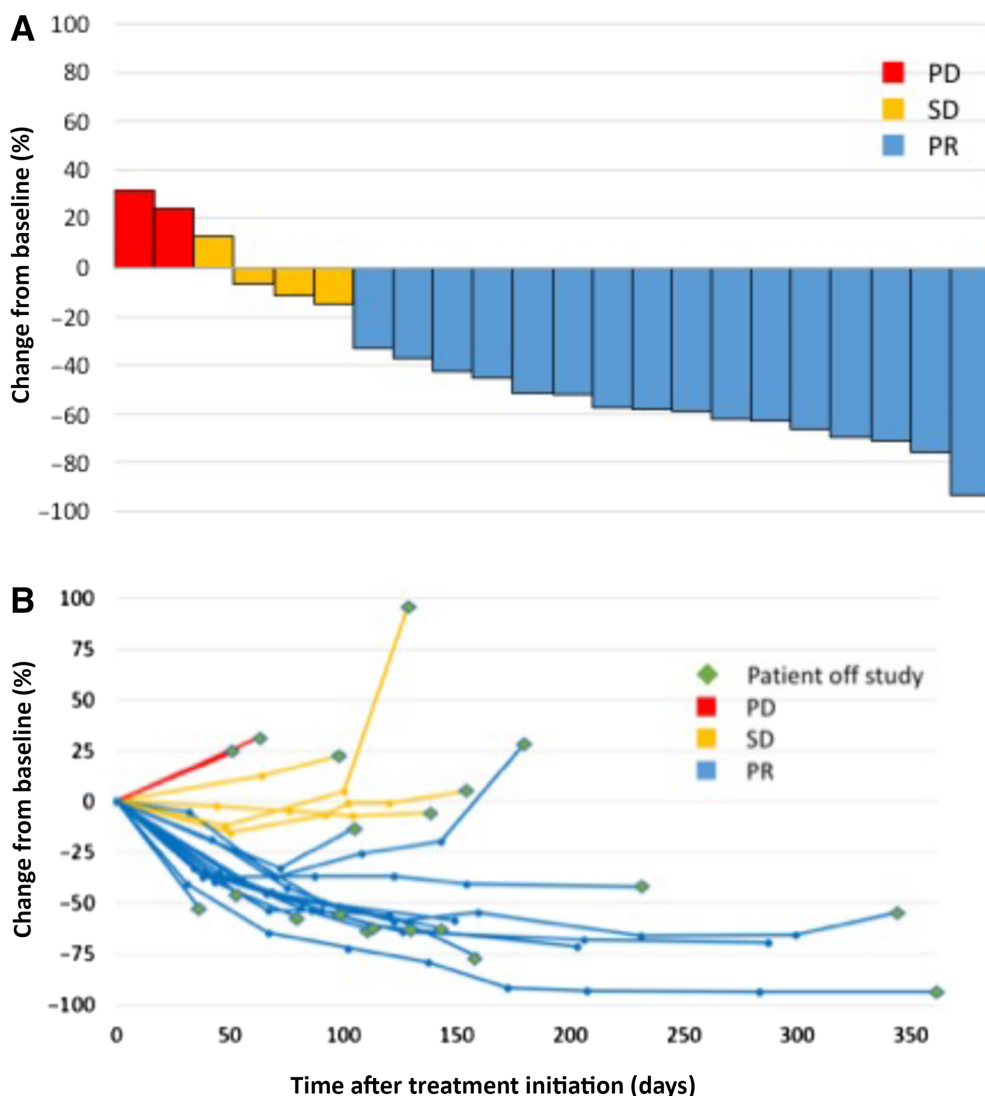 A
Change from baseline (%)
100
80
60
40
20
0
−20
−40
−60
−80
−100
PD
SD
PR
B
Change from baseline (%)
100
75
50
25
0
−25
−50
−75
−100
Patient off study
PD
SD
PR
0 50 100 150 200 250 300 350
Time after treatment initiation (days)